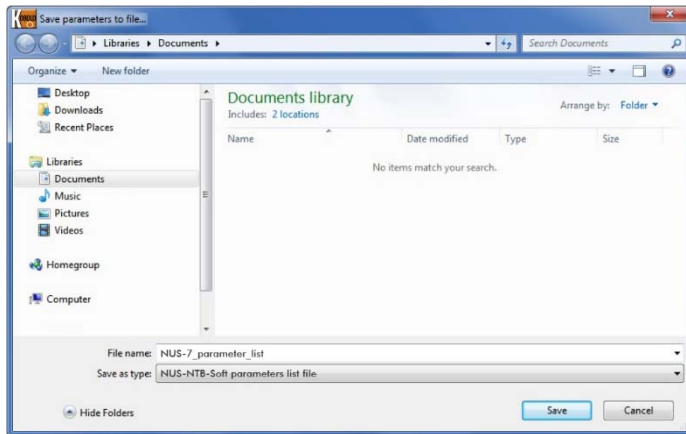 KOBOLD Save parameters to file...
Libraries Documents
Search Documents
Organize New folder
Desktop
Downloads
Recent Places
Libraries
Documents
Music
Pictures
Videos
Homegroup
Computer
Documents library
Includes: 2 locations
Arrange by: Folder
Name Date modified Type Size
No items match your search.
File name: NUS-7_parameter_list
Save as type: NUS-NTB-Soft parameters list file
Hide Folders
Save Cancel